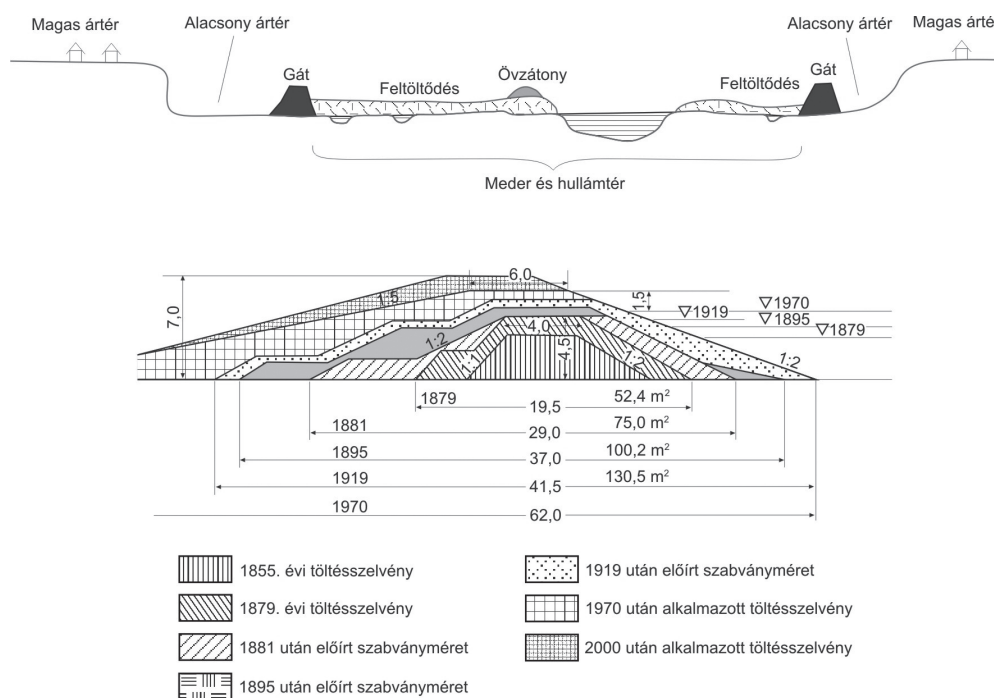 Magas ártér
Alacsony ártér
Alacsony ártér
Magas árté
Gát
Feltöltődés
Övzátony
Feltöltődés
Gát
Meder és hullámtér
6,0
1:5
7,0
1,5
▽1970
▽1919
▽1895
▽1879
1:2
4,0
4,5
1:1
1:2
1:2
1879
19,5
52,4 m²
1881
29,0
75,0 m²
1895
37,0
100,2 m²
1919
41,5
130,5 m²
1970
62,0
1855. évi töltésszelvény
1879. évi töltésszelvény
1881 után előírt szabványméret
1895 után előírt szabványméret
1919 után előírt szabványméret
1970 után alkalmazott töltésszelvény
2000 után alkalmazott töltésszelvény